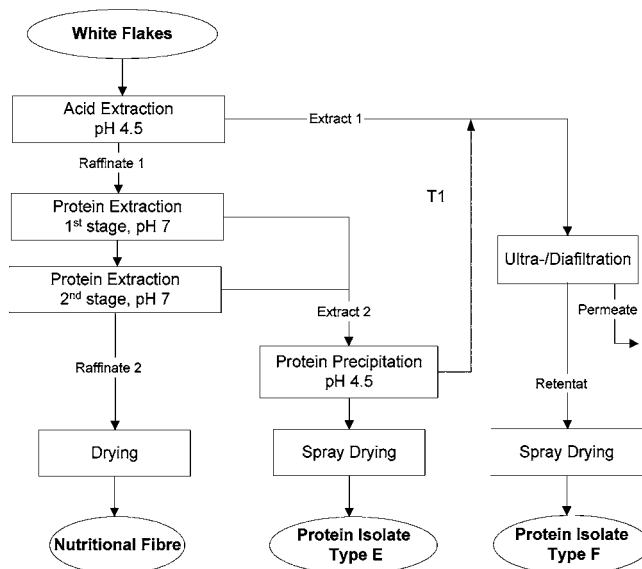 White Flakes
Acid Extraction
pH 4.5
Extract 1
Raffinate 1
T1
Protein Extraction
1st stage, pH 7
Protein Extraction
2nd stage, pH 7
Ultra-/Diafiltration
Permeate
Extract 2
Raffinate 2
Protein Precipitation
pH 4.5
Retentat
Drying
Spray Drying
Spray Drying
Nutritional Fibre
Protein Isolate
Type E
Protein Isolate
Type F